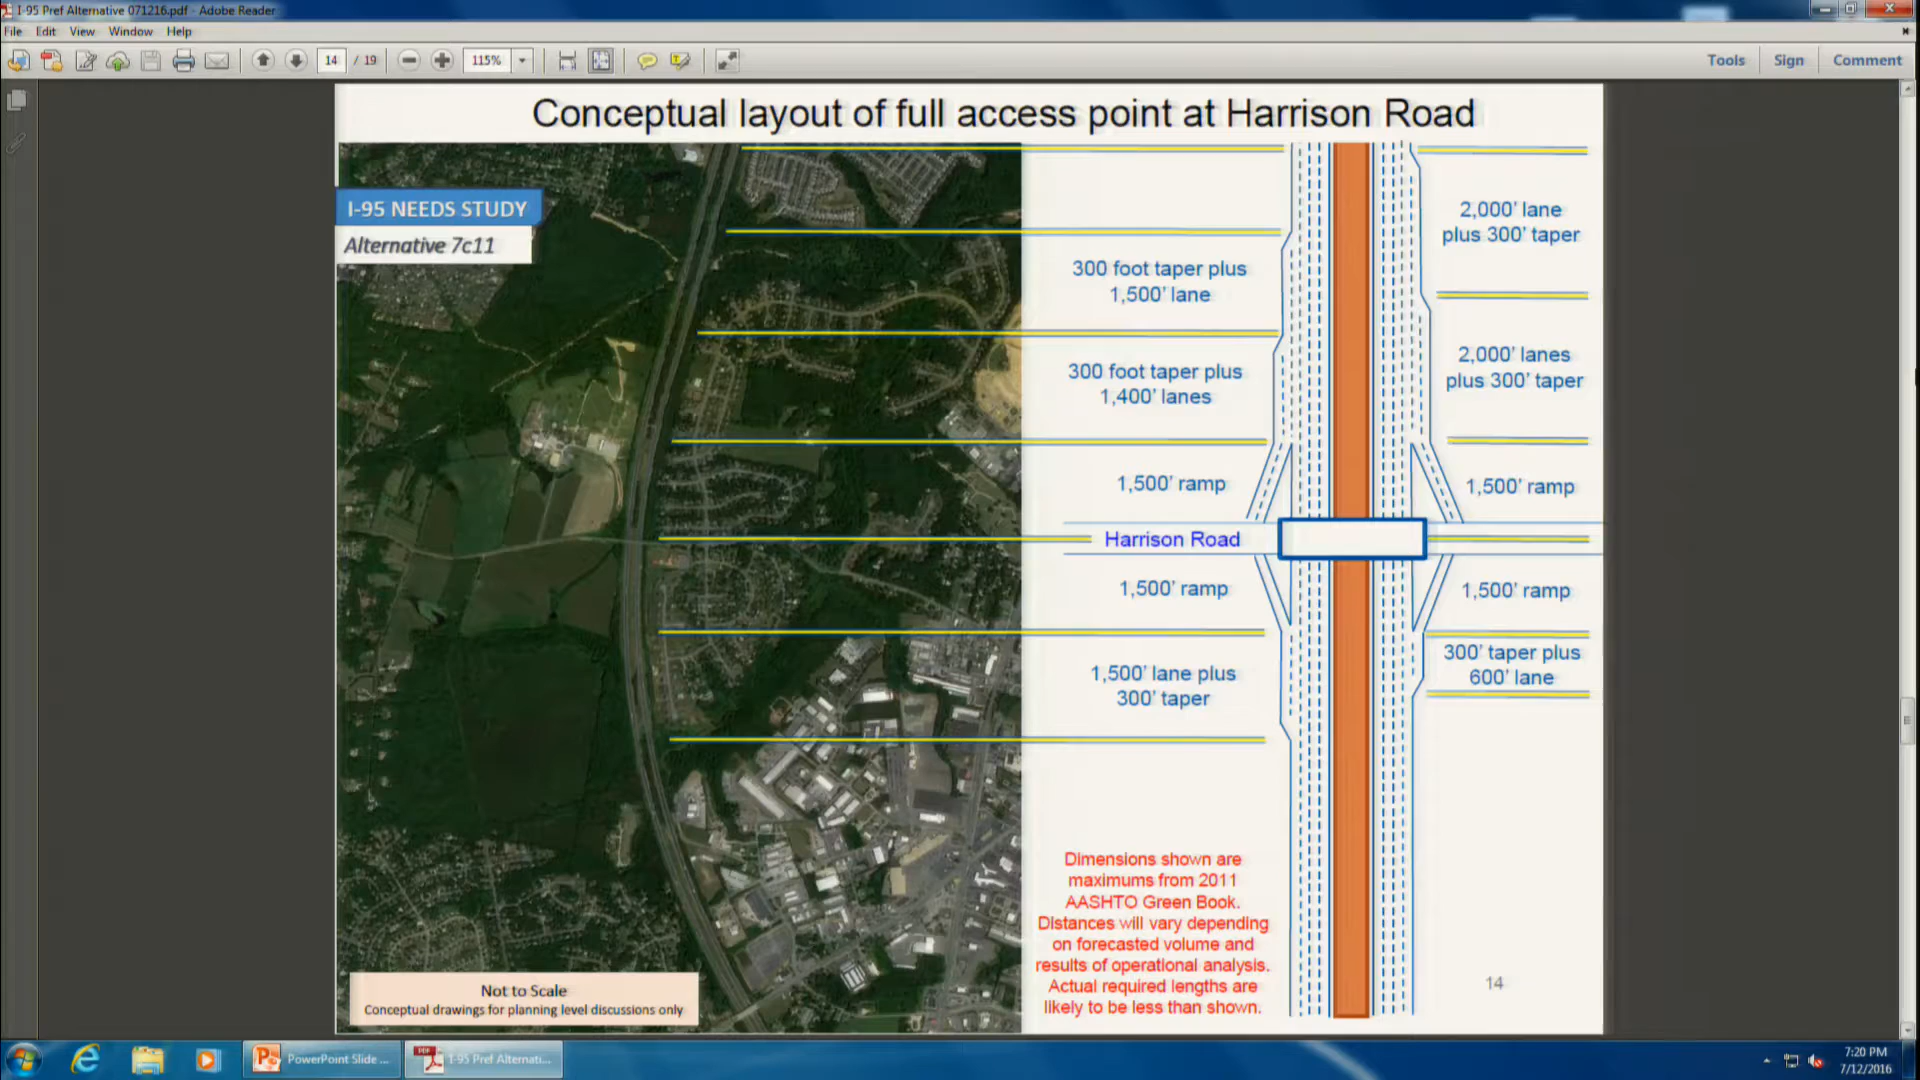 I-95 Pref Alternative 071216.pdf - Adobe Reader
File Edit View Window Help
14 / 19 115% Tools Sign Comment
Conceptual layout of full access point at Harrison Road
I-95 NEEDS STUDY
Alternative 7c11
2,000’ lane
plus 300’ taper
300 foot taper plus
1,500’ lane
2,000’ lanes
plus 300’ taper
300 foot taper plus
1,400’ lanes
1,500’ ramp
1,500’ ramp
Harrison Road
1,500’ ramp
1,500’ ramp
300’ taper plus
600’ lane
1,500’ lane plus
300’ taper
Dimensions shown are
maximums from 2011
AASHTO Green Book.
Distances will vary depending
on forecasted volume and
results of operational analysis.
Actual required lengths are
likely to be less than shown.
14
Not to Scale
Conceptual drawings for planning level discussions only
PowerPoint Slide ...
I-95 Pref Alternati...
7:20 PM
7/12/2016